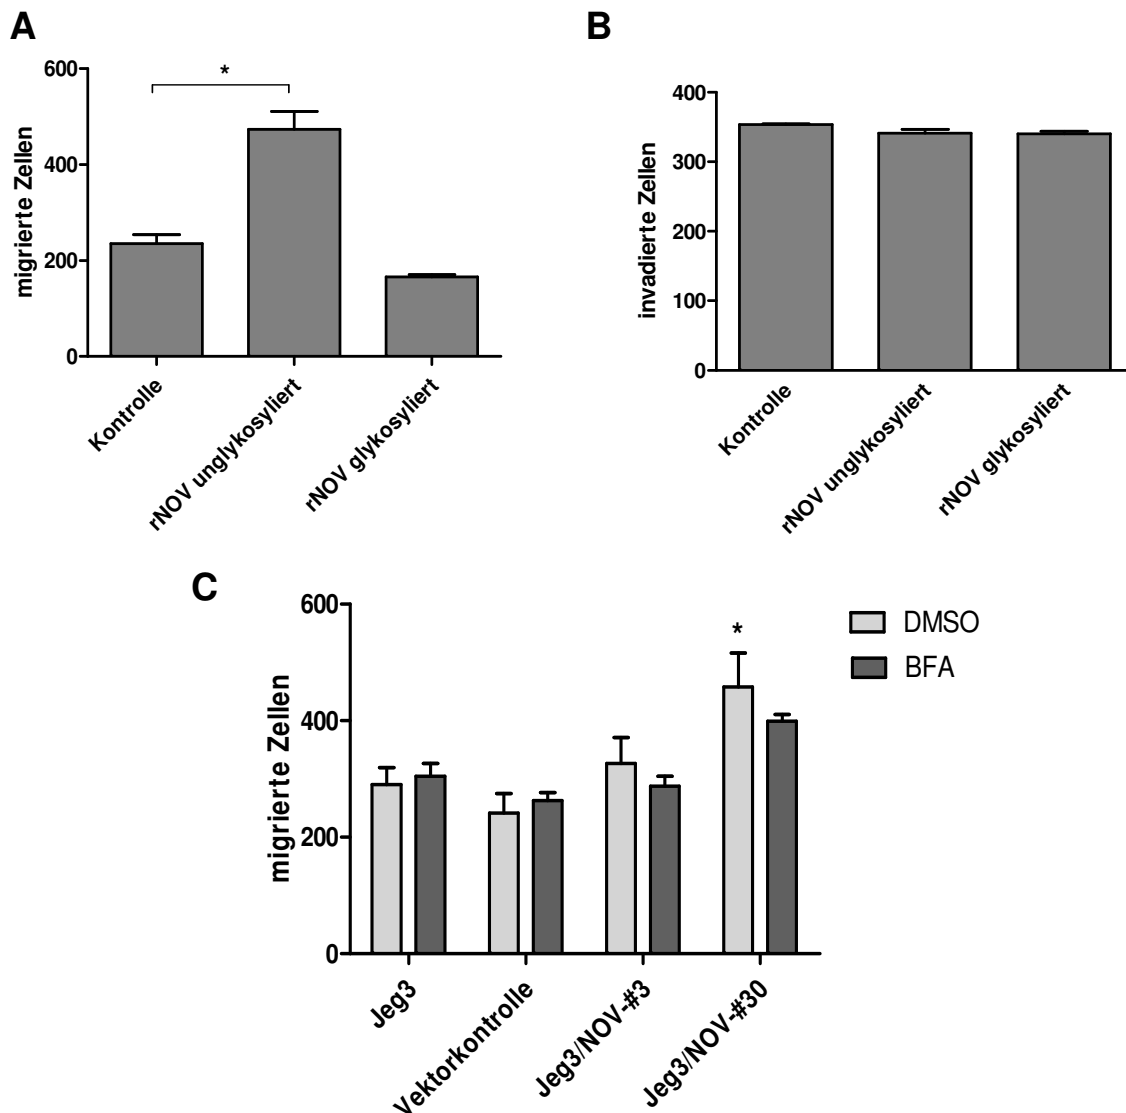 A
600
400
200
0
migrierte Zellen
*
Kontrolle
rNOV unglykosyliert
rNOV glykosyliert
B
400
300
200
100
0
invadierte Zellen
Kontrolle
rNOV unglykosyliert
rNOV glykosyliert
C
600
400
200
0
migrierte Zellen
*
DMSO
BFA
Jeg3
Vektorkontrolle
Jeg3/NOV-#3
Jeg3/NOV-#30